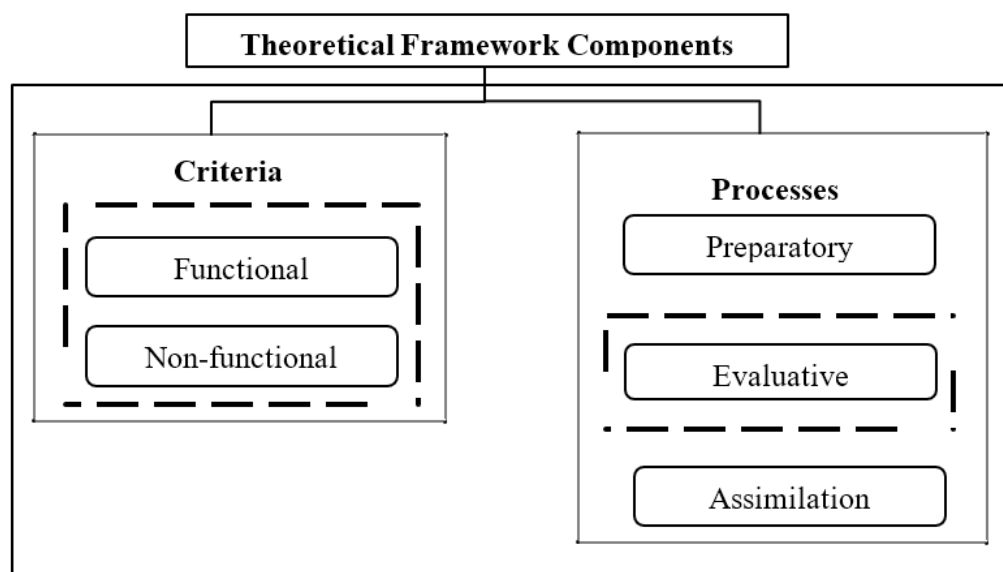 Theoretical Framework Components
Criteria
Functional
Non-functional
Processes
Preparatory
Evaluative
Assimilation